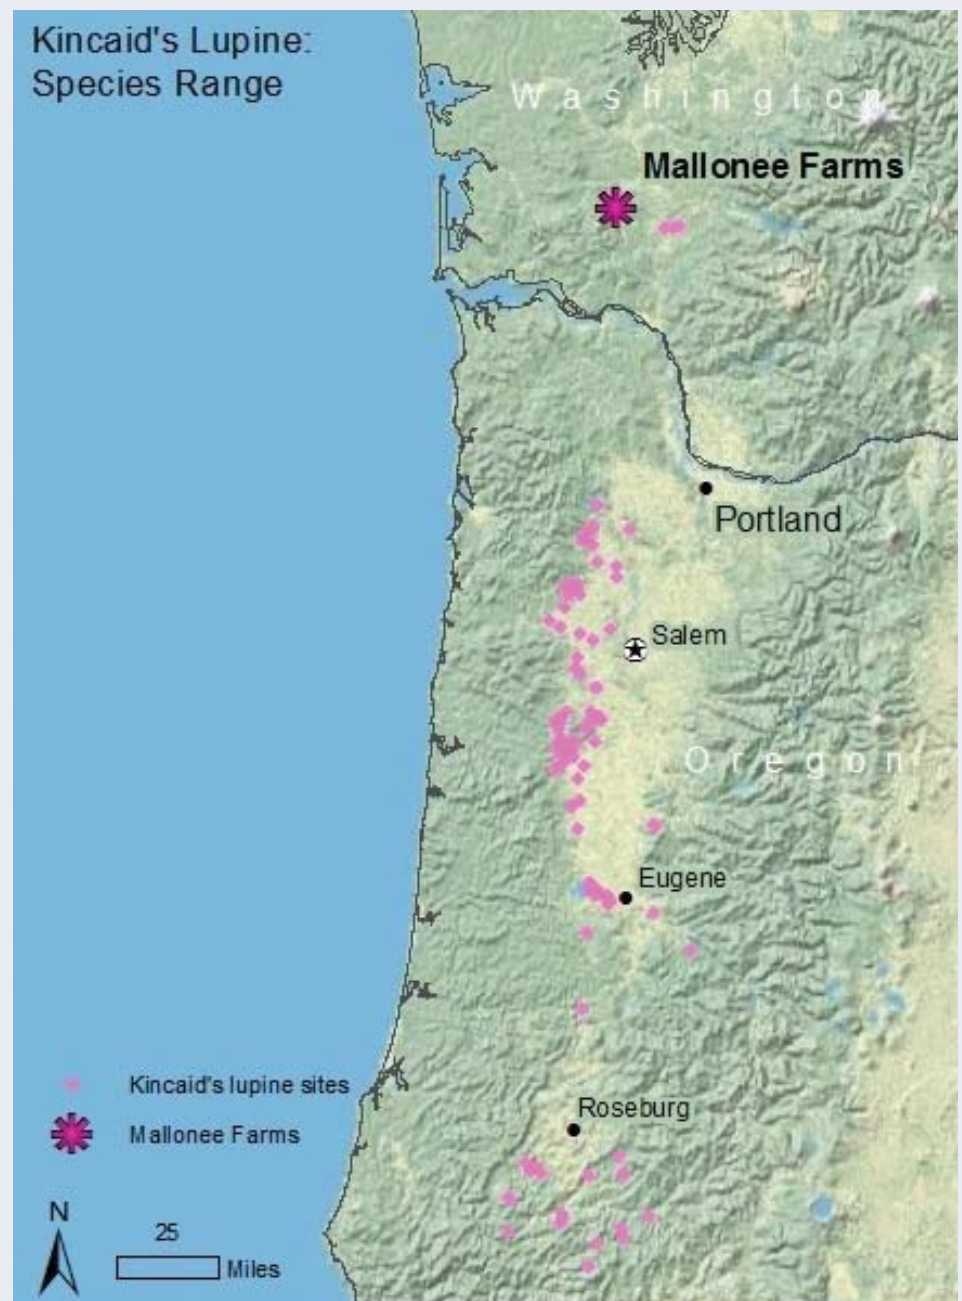 Kincaid's Lupine:
Species Range
Washington
Mallonee Farms
Portland
Salem
Oregon
Eugene
Roseburg
Kincaid's lupine sites
Mallonee Farms
N
25
Miles